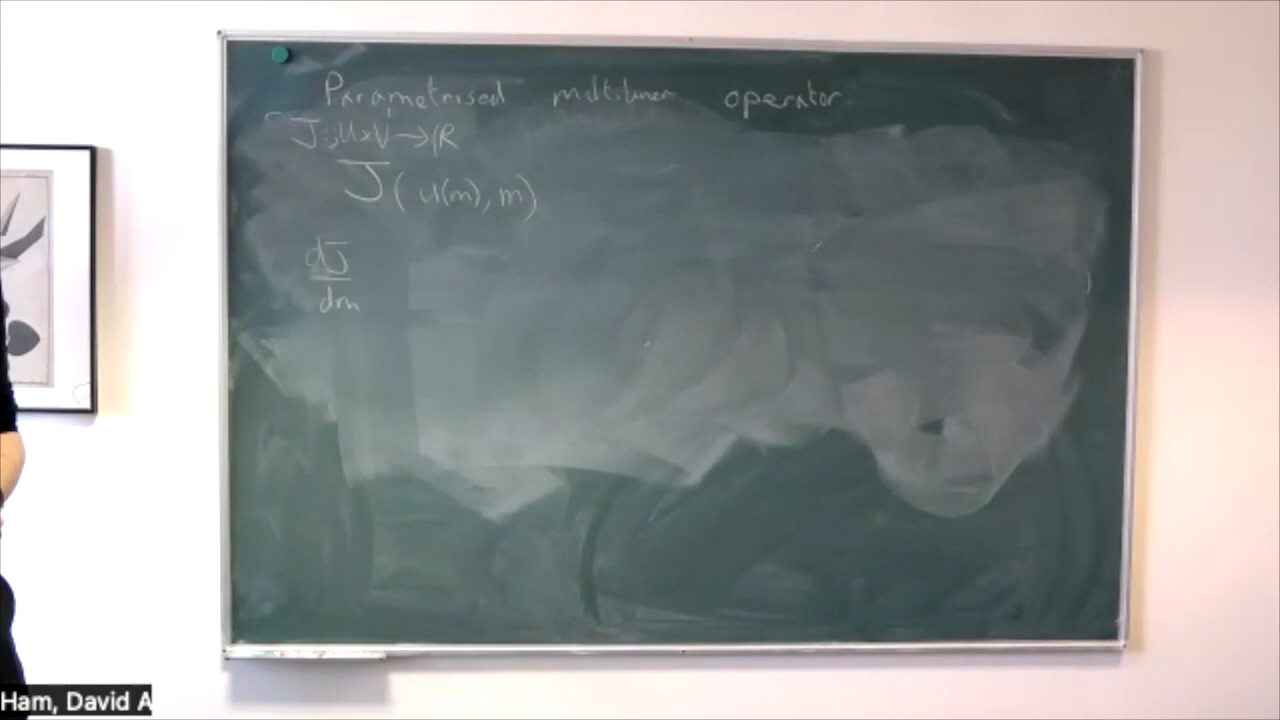 Parametrised multilinear operator.
J: U×V→ℝ
J(u(m), m)
dJ
dm
Ham, David A